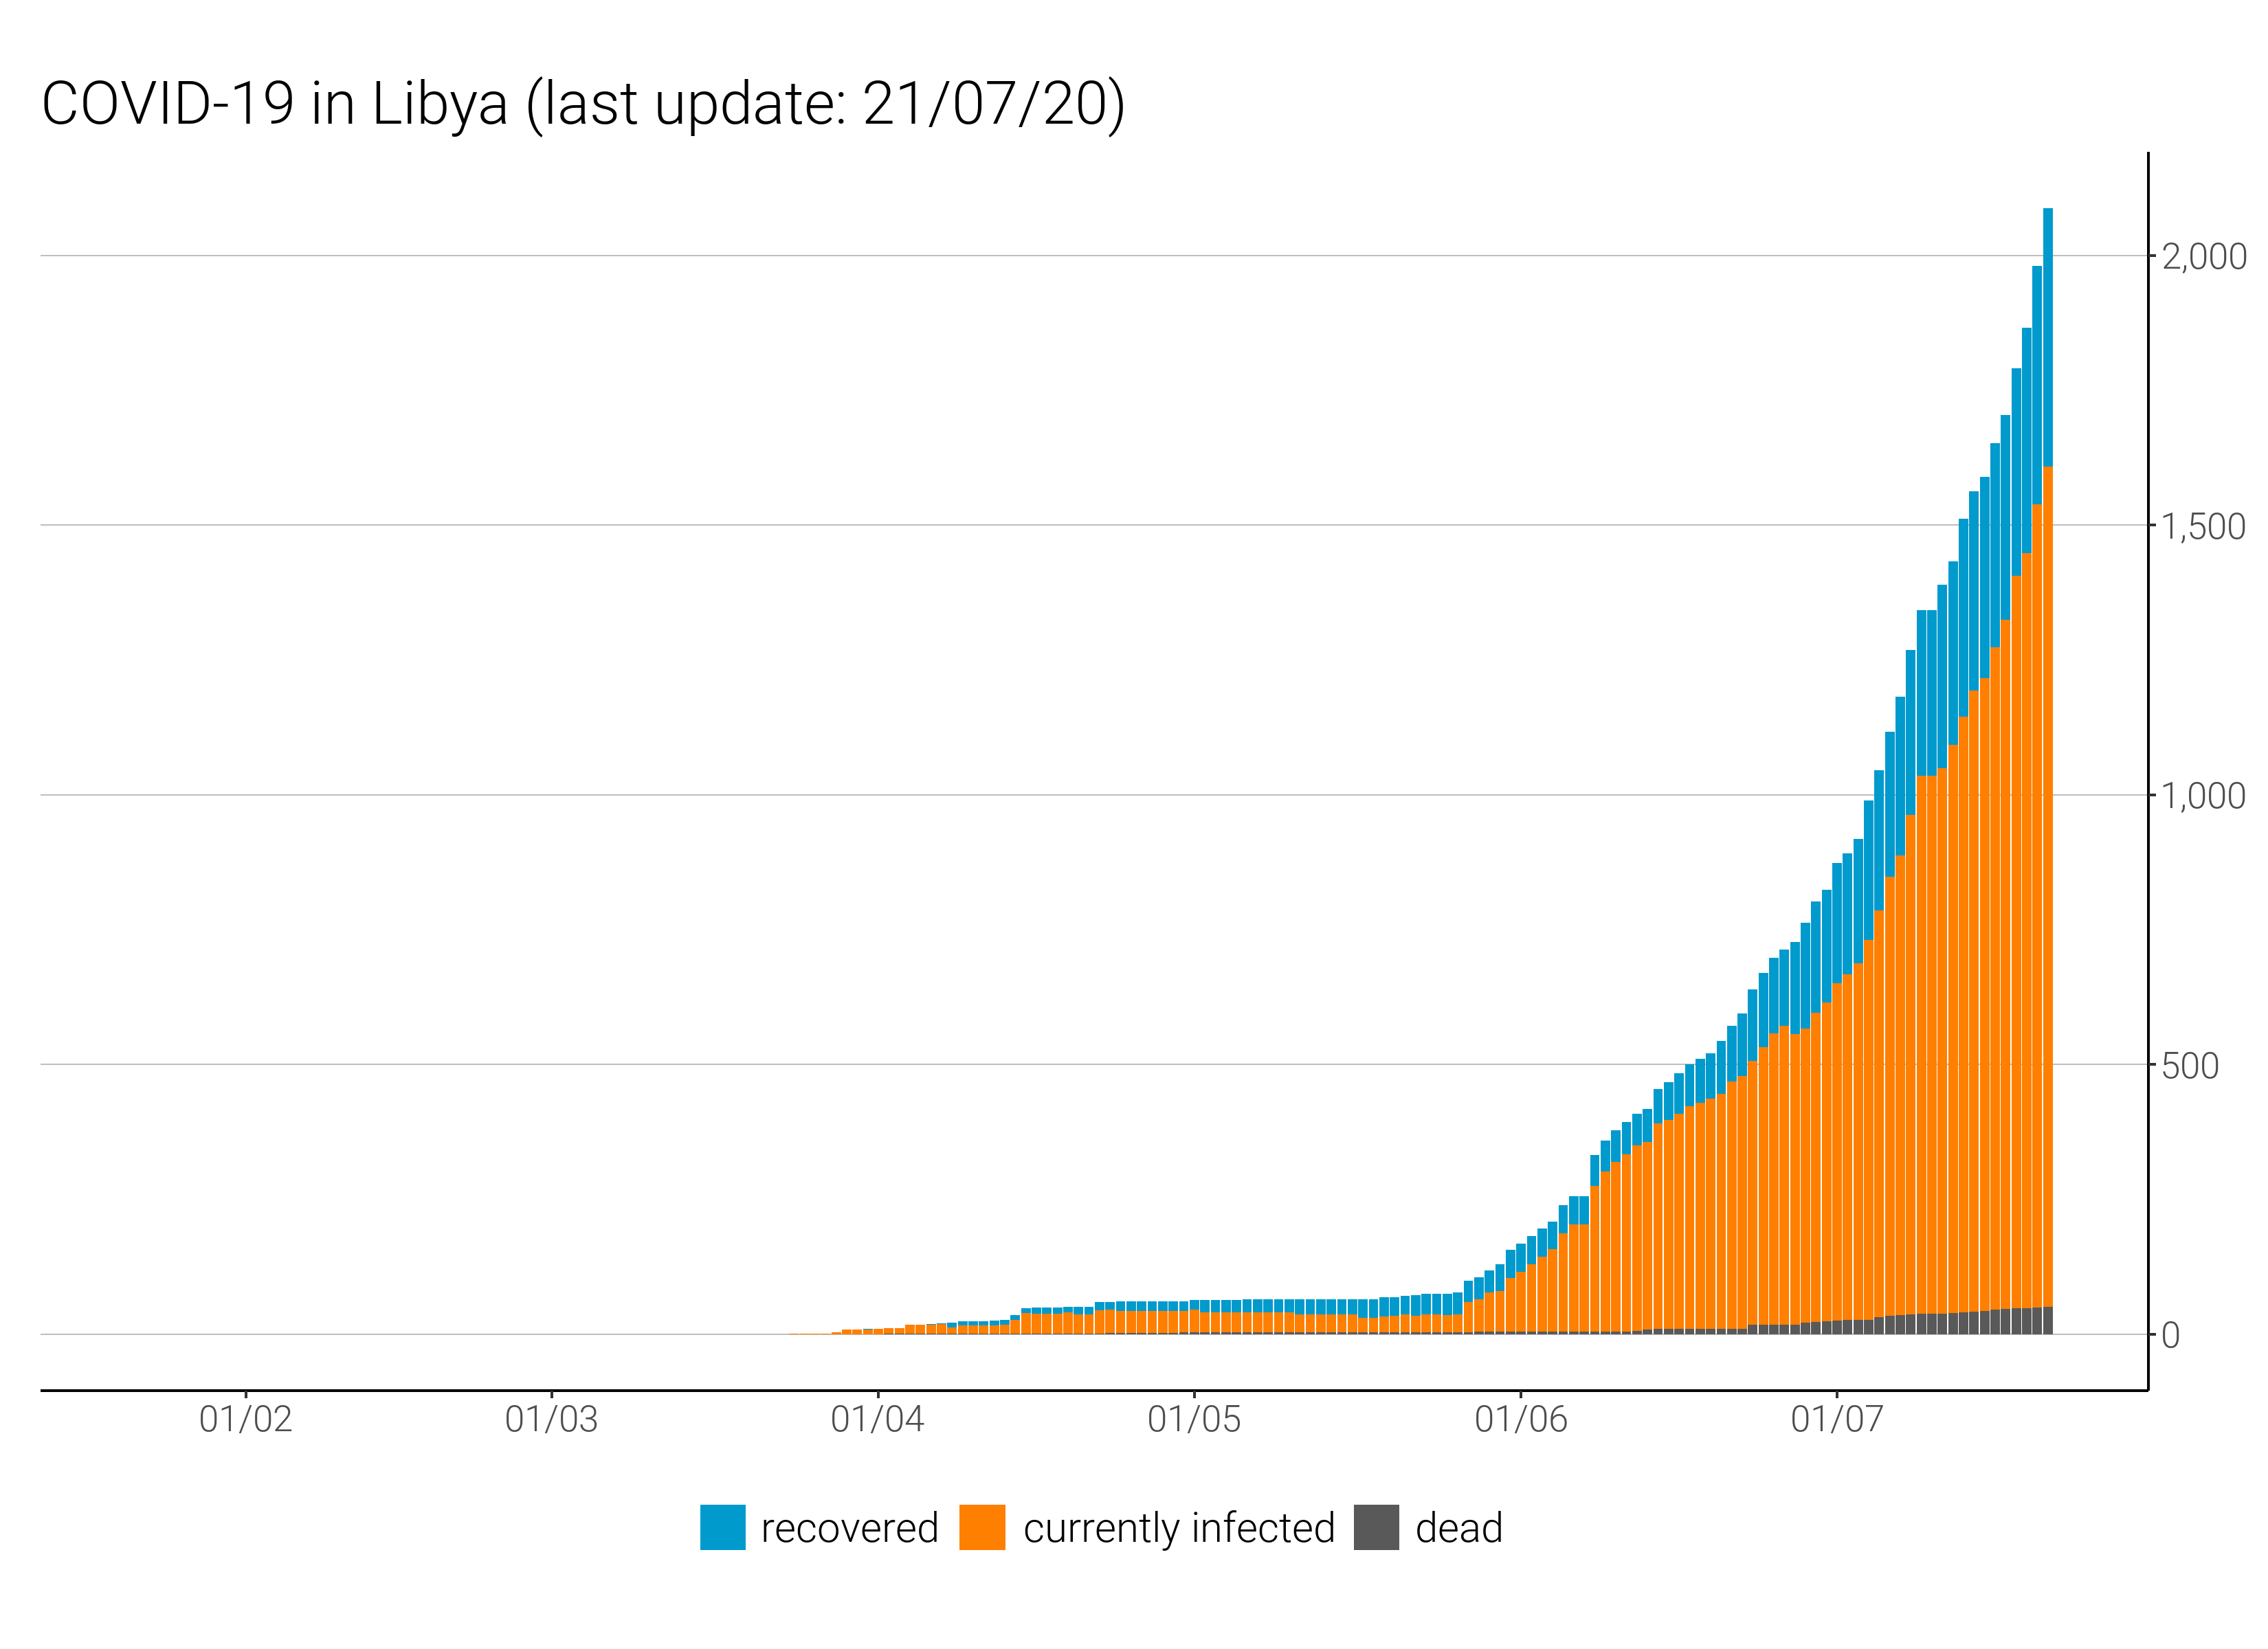 COVID-19 in Libya (last update: 21/07/20)
2,000
1,500
1,000
500
0
01/02 01/03 01/04 01/05 01/06 01/07
recovered currently infected dead